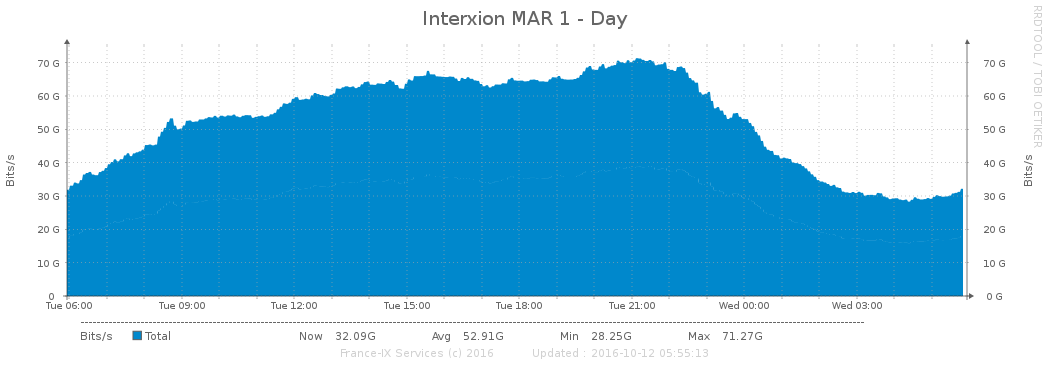 Interxion MAR 1 - Day
RRDTOOL / TOBI OETIKER
Bits/s
Bits/s
70 G 70 G
60 G 60 G
50 G 50 G
40 G 40 G
30 G 30 G
20 G 20 G
10 G 10 G
0 0 G
Tue 06:00 Tue 09:00 Tue 12:00 Tue 15:00 Tue 18:00 Tue 21:00 Wed 00:00 Wed 03:00
Bits/s Total Now 32.09G Avg 52.91G Min 28.25G Max 71.27G
France-IX Services (c) 2016 Updated : 2016-10-12 05:55:13